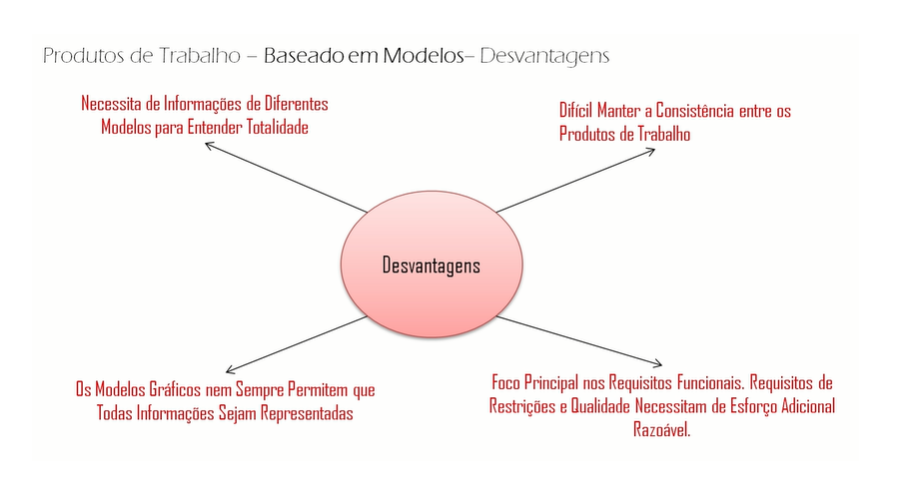 Produtos de Trabalho – Baseado em Modelos– Desvantagens
Necessita de Informações de Diferentes
Modelos para Entender Totalidade
Difícil Manter a Consistência entre os
Produtos de Trabalho
Desvantagens
Os Modelos Gráficos nem Sempre Permitem que
Todas Informações Sejam Representadas
Foco Principal nos Requisitos Funcionais. Requisitos de
Restrições e Qualidade Necessitam de Esforço Adicional
Razoável.